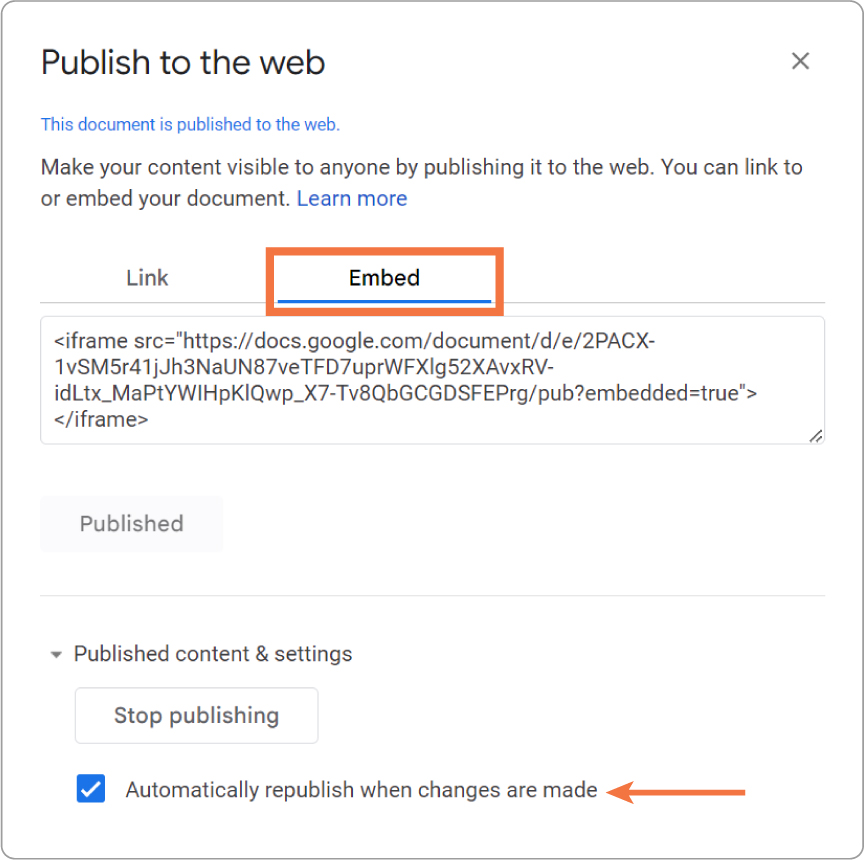 Publish to the web
This document is published to the web.
Make your content visible to anyone by publishing it to the web. You can link to
or embed your document. Learn more
Link
Embed
<iframe src="https://docs.google.com/document/d/e/2PACX-
1vSM5r41jJh3NaUN87veTFD7uprWFXlg52XAvxRV-
idLtx_MaPtYWIHpKlQwp_X7-Tv8QbGCGDSFEPrg/pub?embedded=true">
</iframe>
Published
Published content & settings
Stop publishing
Automatically republish when changes are made